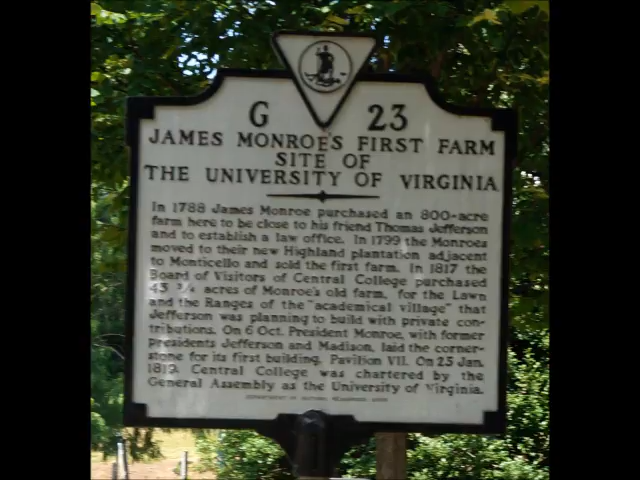 G 23
JAMES MONROE'S FIRST FARM
SITE OF
THE UNIVERSITY OF VIRGINIA
In 1788 James Monroe purchased an 800-acre
farm here to be close to his friend Thomas Jefferson
and to establish a law office. In 1799 the Monroes
moved to their new Highland plantation adjacent
to Monticello and sold the first farm. In 1817 the
Board of Visitors of Central College purchased
43 ¾ acres of Monroe's old farm, for the Lawn
and the Ranges of the "academical village" that
Jefferson was planning to build with private con-
tributions. On 6 Oct. President Monroe, with former
presidents Jefferson and Madison, laid the corner-
stone for its first building, Pavilion VII. On 25 Jan.
1819, Central College was chartered by the
General Assembly as the University of Virginia.
DEPARTMENT OF HISTORIC RESOURCES,